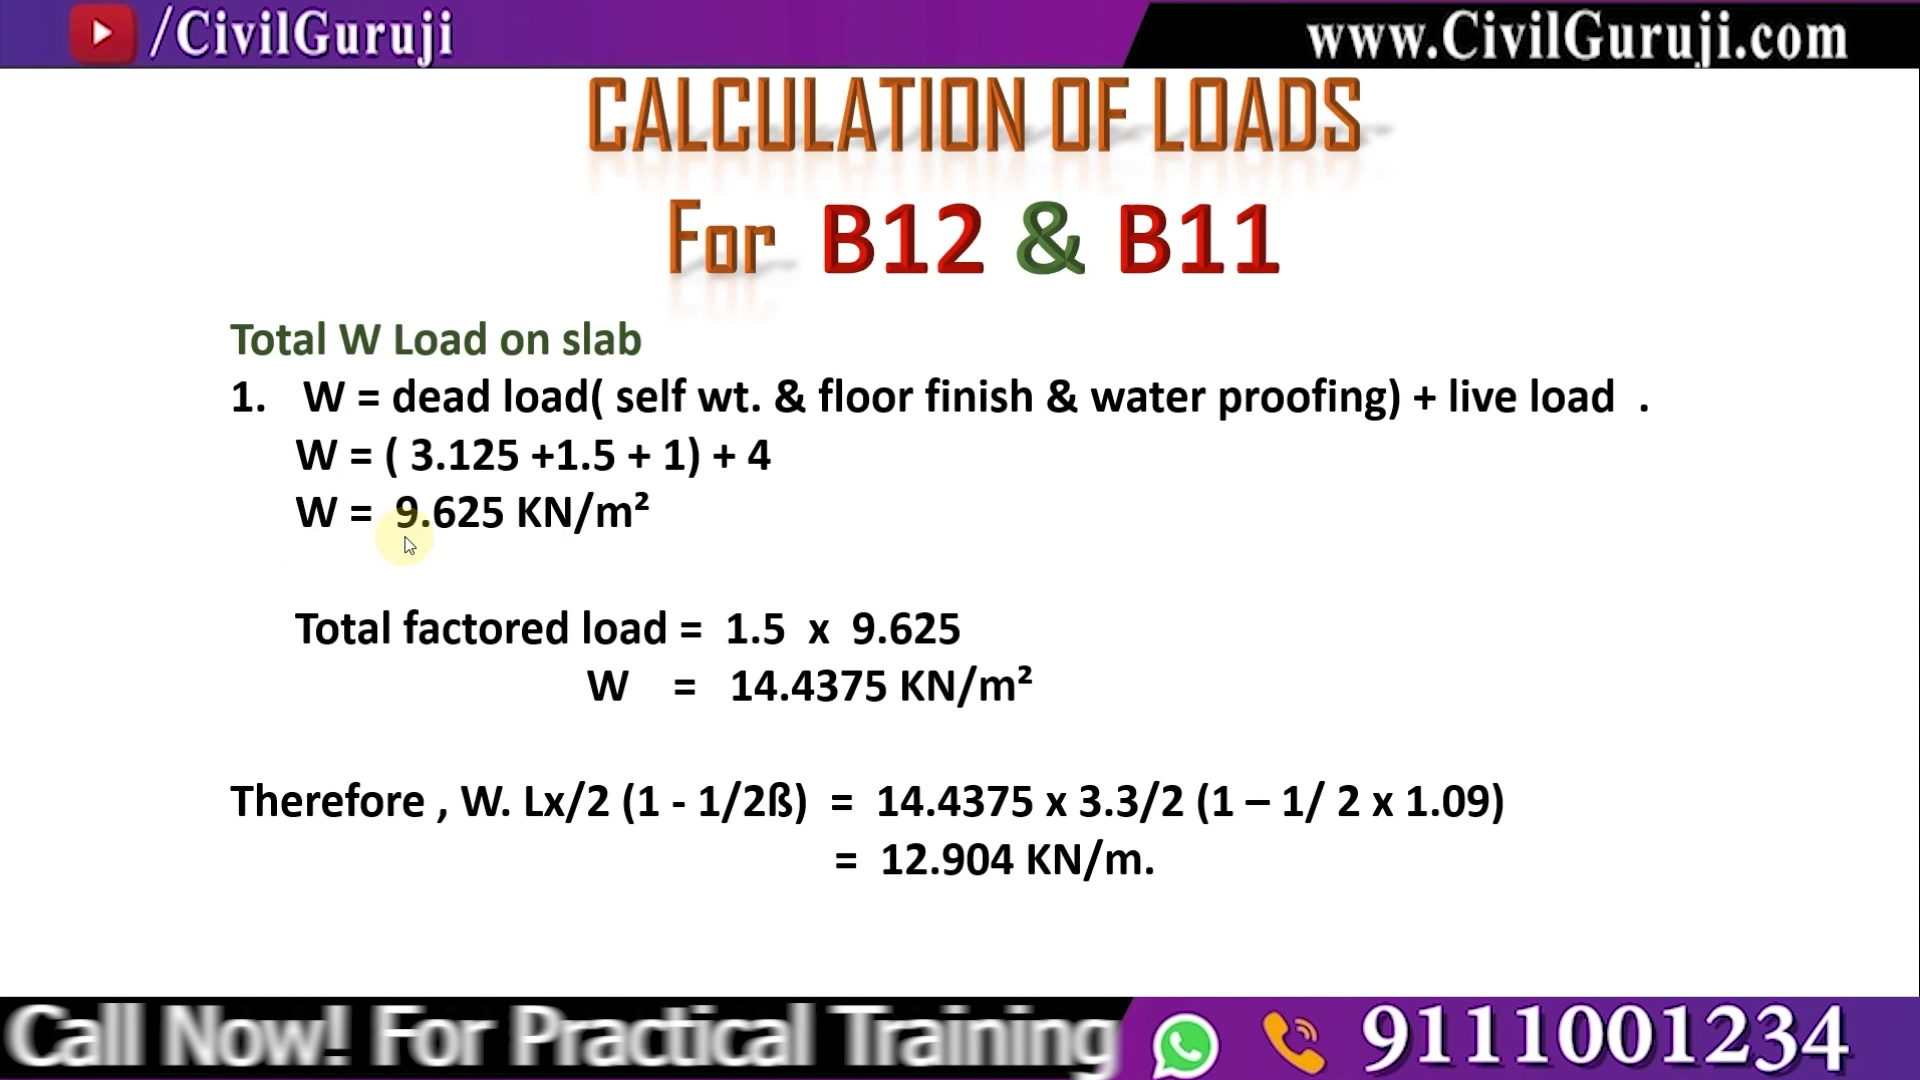 /CivilGuruji
www.CivilGuruji.com
CALCULATION OF LOADS
For B12 & B11
Total W Load on slab
1. W = dead load( self wt. & floor finish & water proofing) + live load .
W = ( 3.125 +1.5 + 1) + 4
W = 9.625 KN/m²
Total factored load = 1.5 x 9.625
W = 14.4375 KN/m²
Therefore , W. Lx/2 (1 - 1/2ß) = 14.4375 x 3.3/2 (1 – 1/ 2 x 1.09)
= 12.904 KN/m.
Call Now! For Practical Training
9111001234